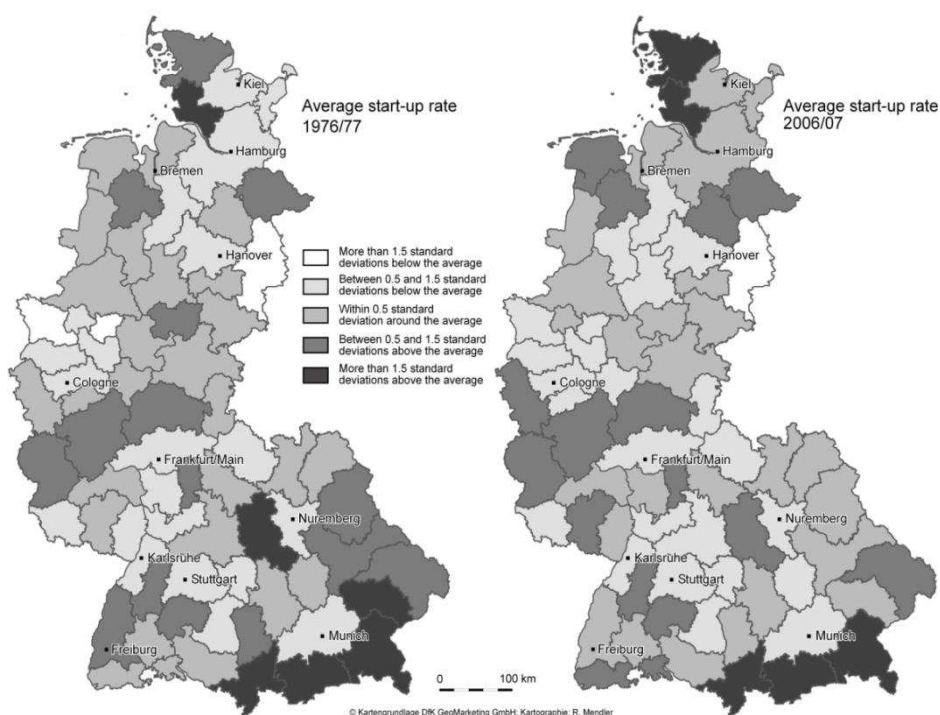 Average start-up rate
1976/77
Kiel
Hamburg
Bremen
Hanover
Cologne
Frankfurt/Main
Nuremberg
Karlsrühe
Stuttgart
Munich
Freiburg
More than 1.5 standard
deviations below the average
Between 0.5 and 1.5 standard
deviations below the average
Within 0.5 standard
deviation around the average
Between 0.5 and 1.5 standard
deviations above the average
More than 1.5 standard
deviations above the average
Average start-up rate
2006/07
Kiel
Hamburg
Bremen
Hanover
Cologne
Frankfurt/Main
Nuremberg
Karlsrühe
Stuttgart
Munich
Freiburg
0 100 km
© Kartengrundlage DfK GeoMarketing GmbH; Kartographie: R. Mendler